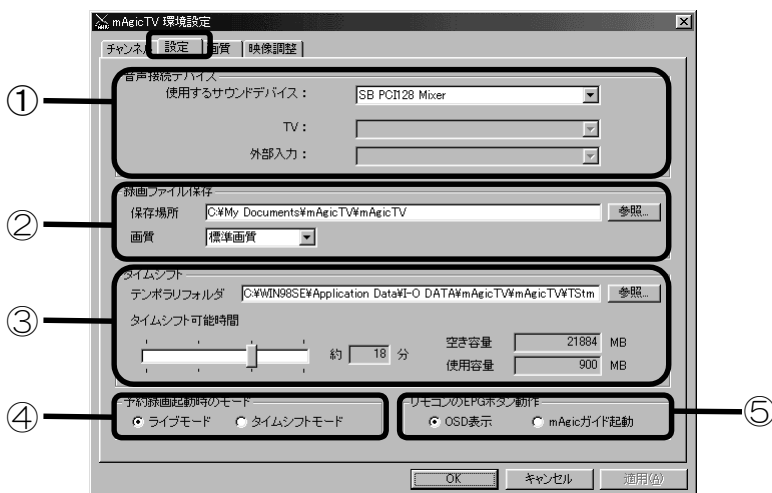 mAgicTV 環境設定
チャンネル 設定 画質 映像調整
① 音声接続デバイス
使用するサウンドデバイス： SB PCI128 Mixer
TV：
外部入力：
② 録画ファイル保存
保存場所 C:¥My Documents¥mAgicTV¥mAgicTV 参照...
画質 標準画質
③ タイムシフト
テンポラリフォルダ C:¥WIN98SE¥Application Data¥I-O DATA¥mAgicTV¥mAgicTV¥TStm 参照...
タイムシフト可能時間
約 18 分 空き容量 21884 MB
使用容量 900 MB
④ 予約録画起動時のモード リモコンのEPGボタン動作 ⑤
ライブモード タイムシフトモード OSD表示 mAgicガイド起動
OK キャンセル 適用(A)